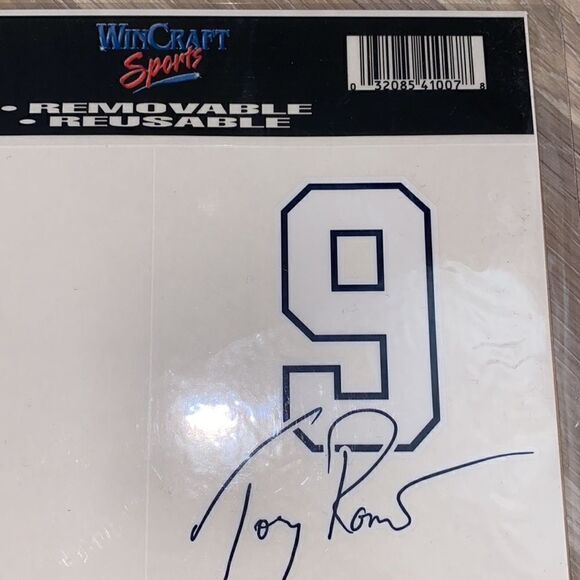 WINCRAFT
Sports
0 32085 41007 8
• REMOVABLE
• REUSABLE
9
Tony Romo